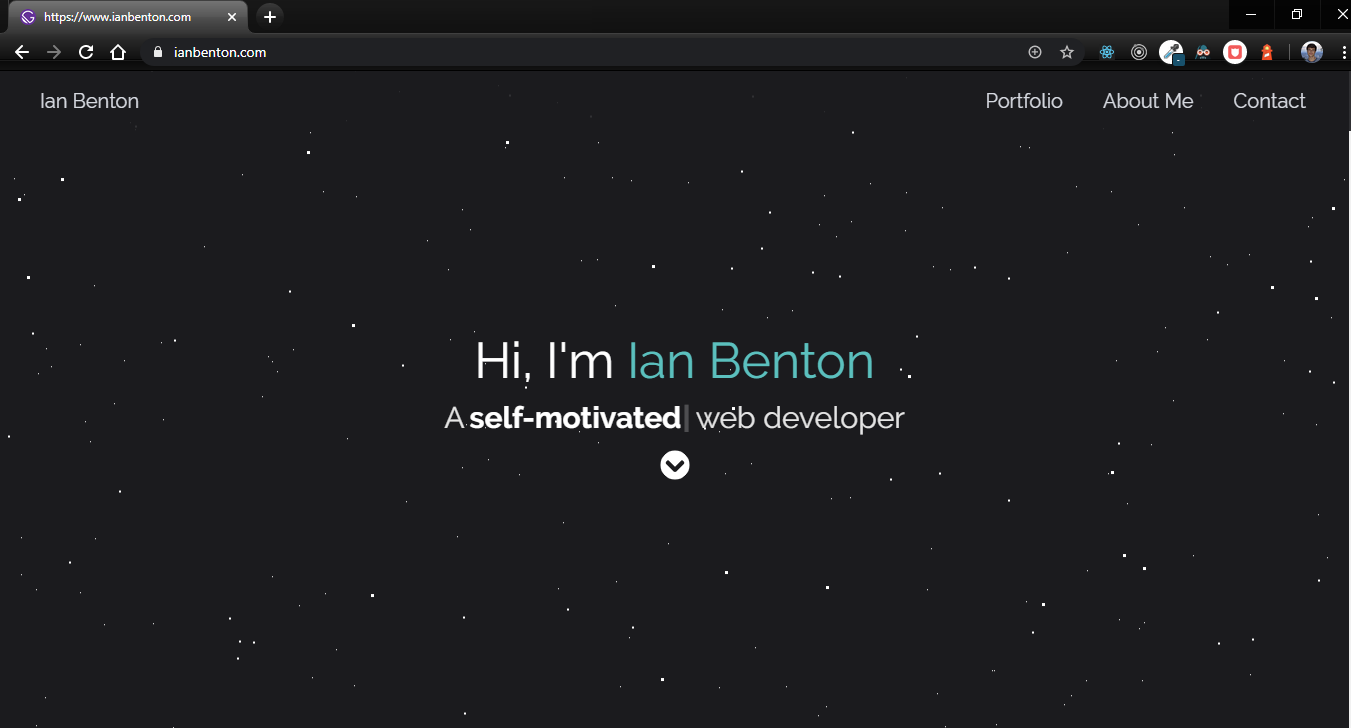 https://www.ianbenton.com
ianbenton.com
Ian Benton
Portfolio
About Me
Contact
Hi, I'm Ian Benton
A self-motivated| web developer